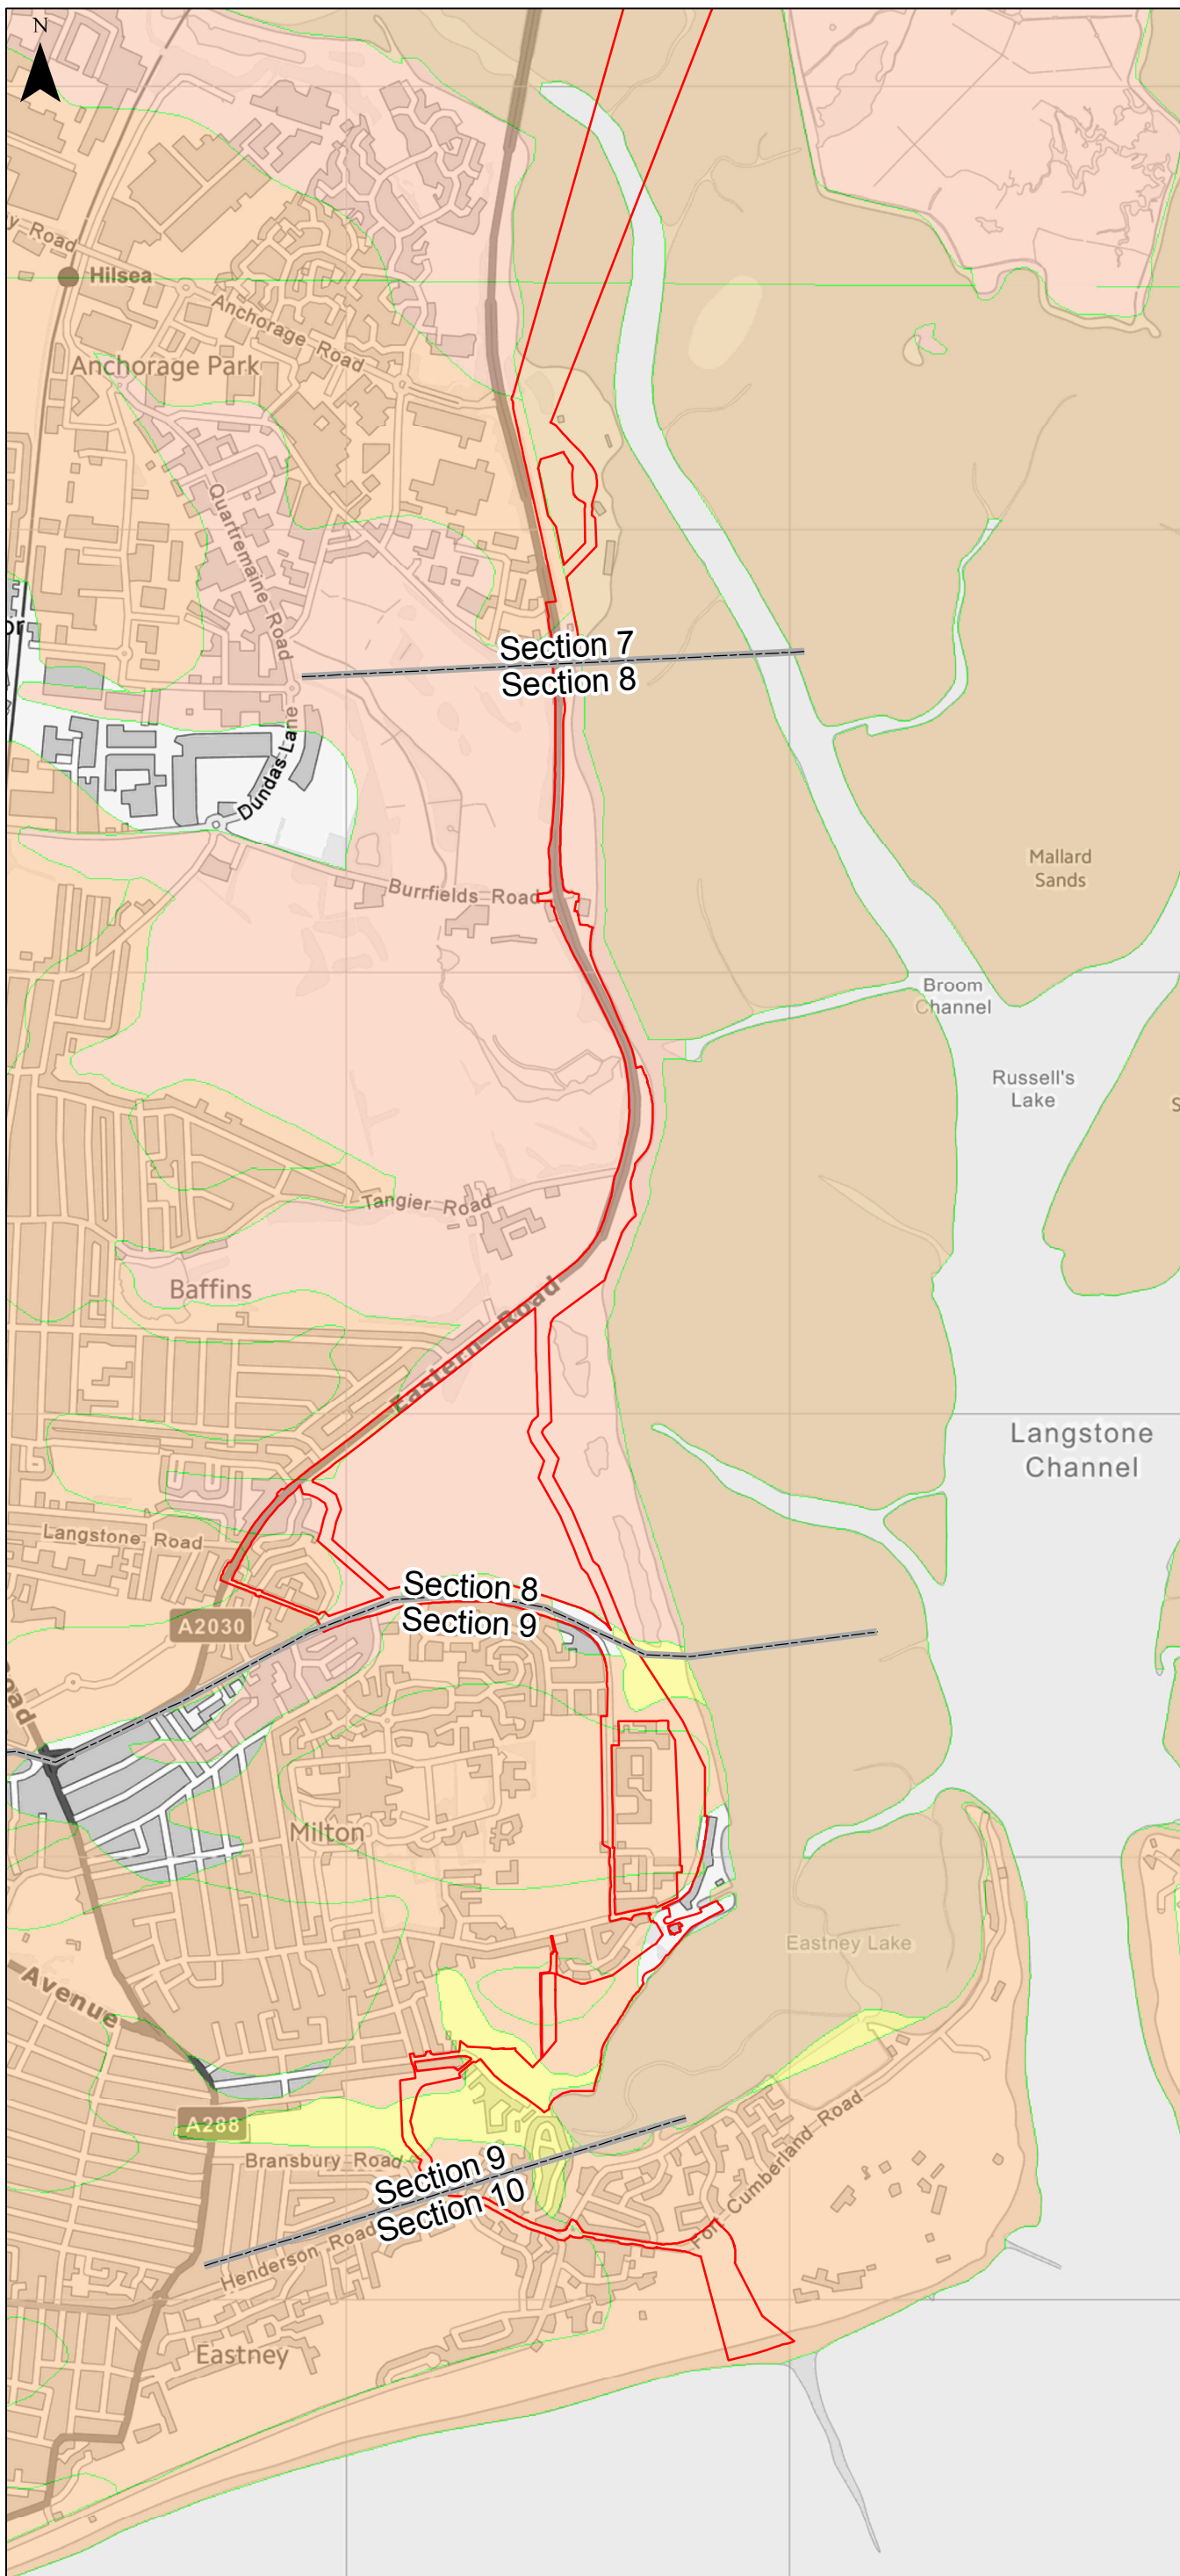 N
Hilsea
Anchorage Road
Anchorage Park
Quartremaine Road
Section 7
Section 8
Dundas Lane
Mallard
Sands
Burrfields Road
Broom
Channel
Russell's
Lake
Tangier Road
Baffins
Eastern Road
Langstone
Channel
Langstone Road
Section 8
Section 9
A2030
Milton
Eastney Lake
Avenue
A288
Bransbury Road
Section 9
Section 10
Fort Cumberland Road
Henderson Road
Eastney